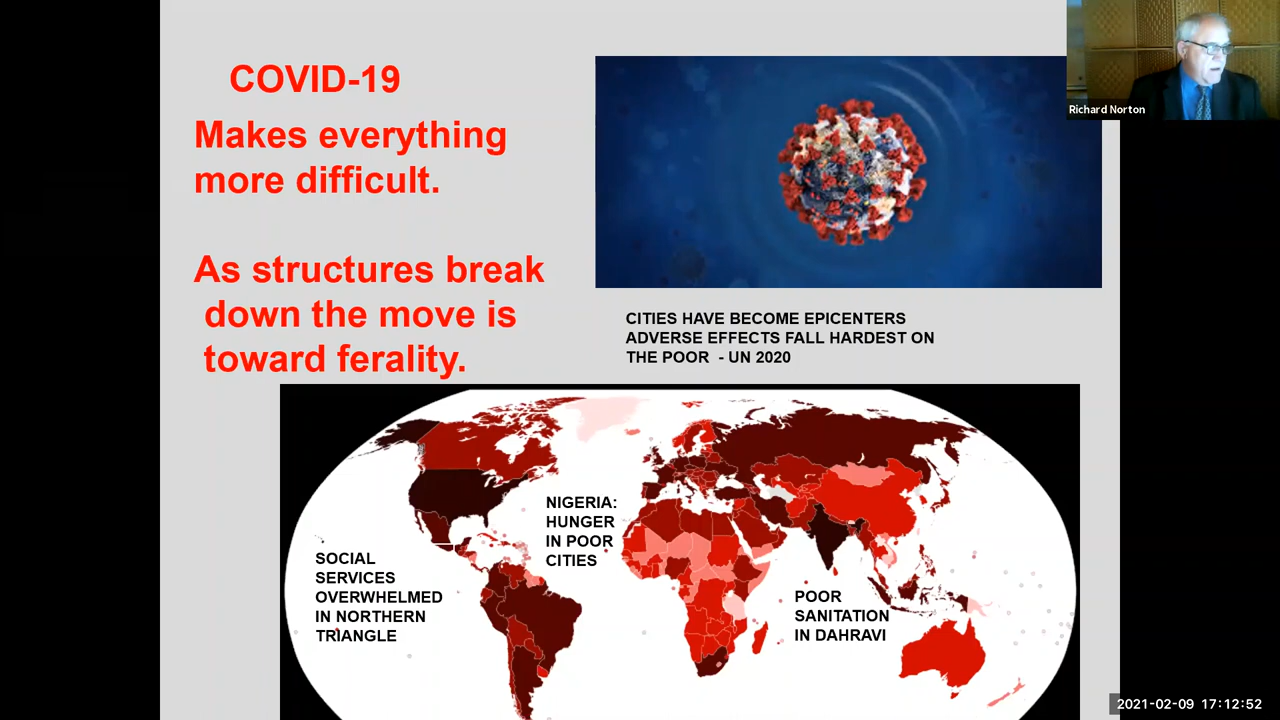 COVID-19
Makes everything
more difficult.
As structures break
down the move is
toward ferality.
Richard Norton
CITIES HAVE BECOME EPICENTERS
ADVERSE EFFECTS FALL HARDEST ON
THE POOR - UN 2020
NIGERIA:
HUNGER
IN POOR
CITIES
SOCIAL
SERVICES
OVERWHELMED
IN NORTHERN
TRIANGLE
POOR
SANITATION
IN DAHRAVI
2021-02-09 17:12:52